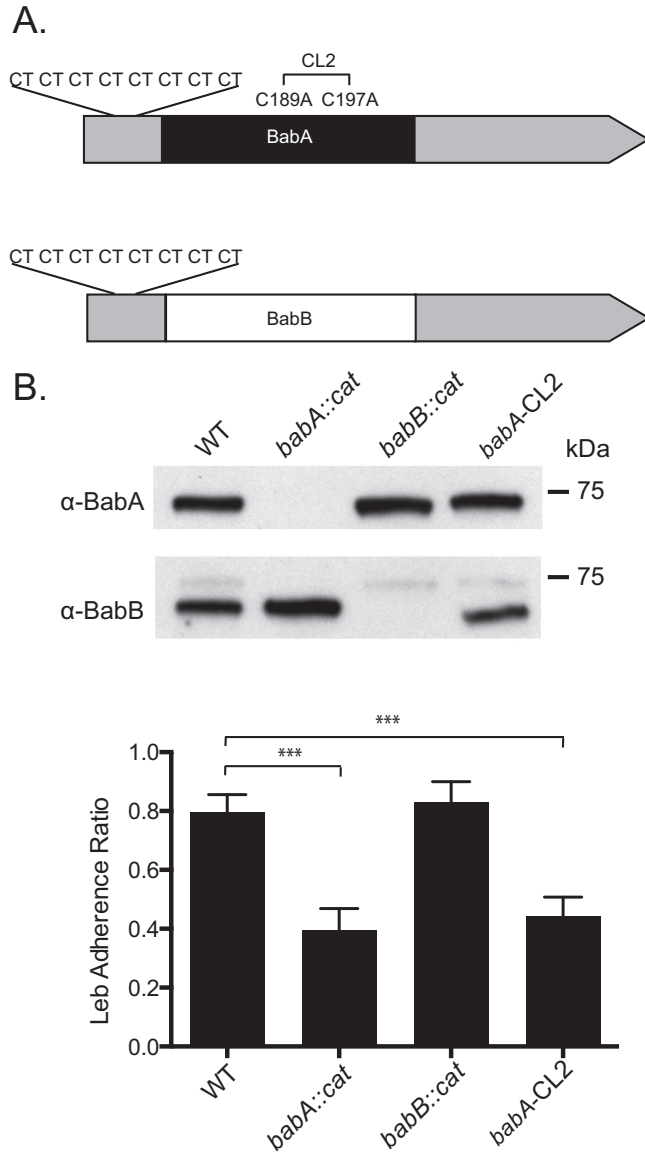 A.
CT CT CT CT CT CT CT CT
CL2
C189A C197A
BabA
CT CT CT CT CT CT CT CT
BabB
B.
WT babA::cat babB::cat babA-CL2
kDa
α-BabA
75
α-BabB
75
***
***
Leb Adherence Ratio
1.0
0.8
0.6
0.4
0.2
0.0
WT babA::cat babB::cat babA-CL2